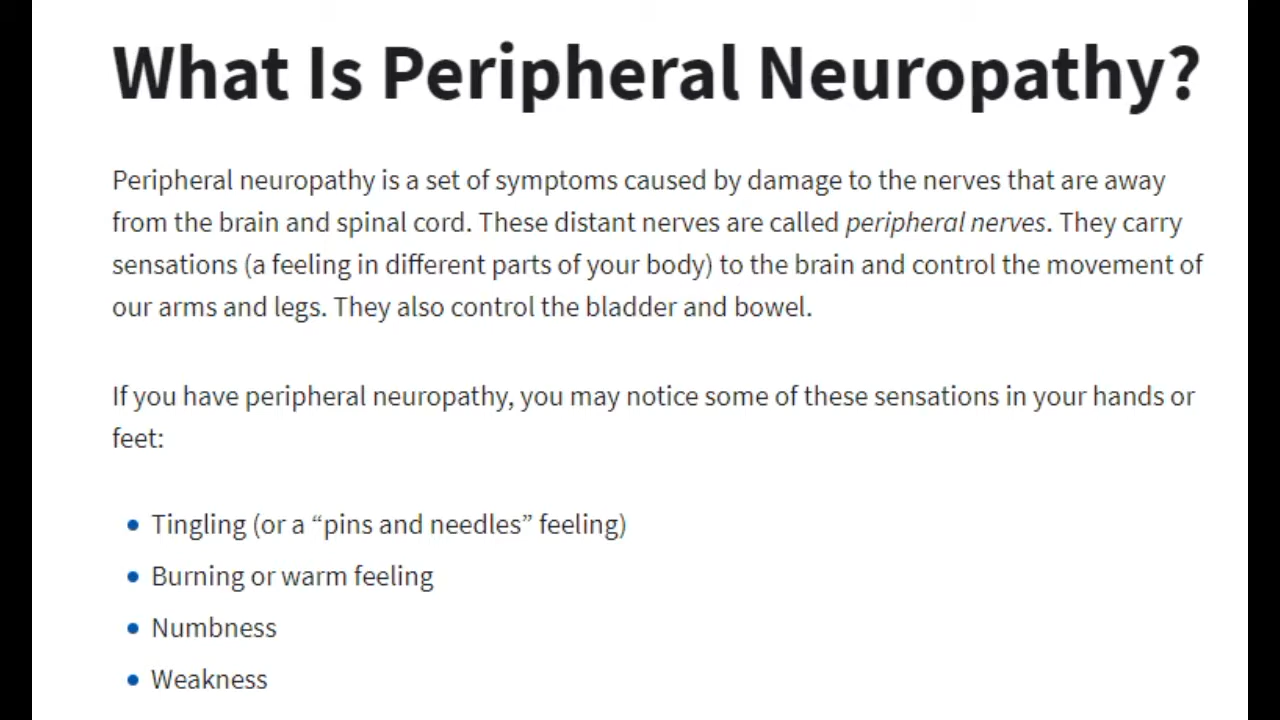 What Is Peripheral Neuropathy?
Peripheral neuropathy is a set of symptoms caused by damage to the nerves that are away
from the brain and spinal cord. These distant nerves are called peripheral nerves. They carry
sensations (a feeling in different parts of your body) to the brain and control the movement of
our arms and legs. They also control the bladder and bowel.
If you have peripheral neuropathy, you may notice some of these sensations in your hands or
feet:
• Tingling (or a “pins and needles” feeling)
• Burning or warm feeling
• Numbness
• Weakness